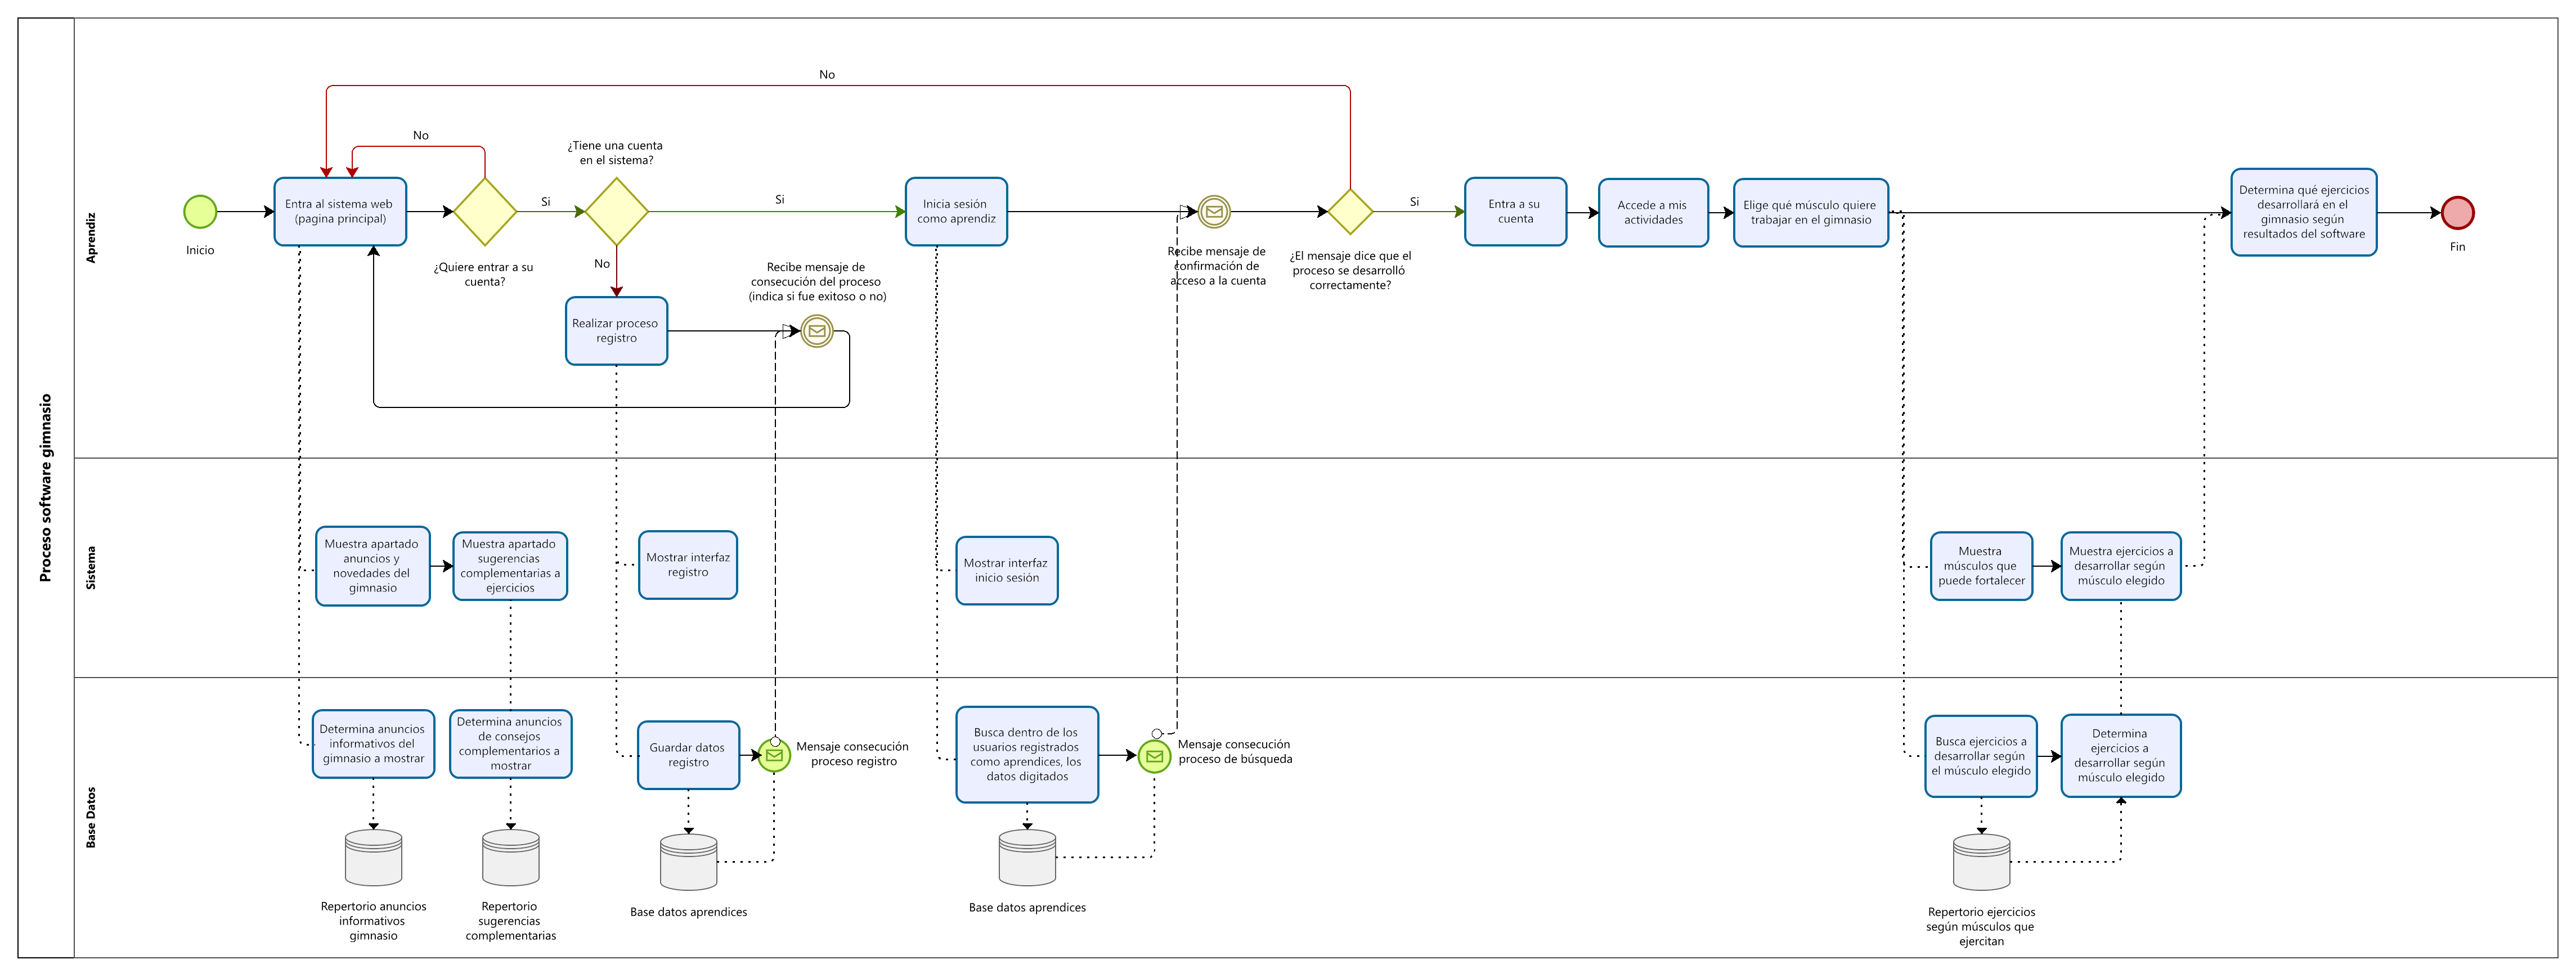 Proceso software gimnasio
Aprendiz
No
No
¿Tiene una cuenta
en el sistema?
Inicio
Entra al sistema web
(pagina principal)
¿Quiere entrar a su
cuenta?
Si
No
Si
Realizar proceso
registro
Recibe mensaje de
consecución del proceso
(indica si fue exitoso o no)
Inicia sesión
como aprendiz
Recibe mensaje de
confirmación de
acceso a la cuenta
¿El mensaje dice que el
proceso se desarrolló
correctamente?
Si
Entra a su
cuenta
Accede a mis
actividades
Elige qué músculo quiere
trabajar en el gimnasio
Determina qué ejercicios
desarrollará en el
gimnasio según
resultados del software
Fin
Sistema
Muestra apartado
anuncios y
novedades del
gimnasio
Muestra apartado
sugerencias
complementarias a
ejercicios
Mostrar interfaz
registro
Mostrar interfaz
inicio sesión
Muestra
músculos que
puede fortalecer
Muestra ejercicios a
desarrollar según
músculo elegido
Base Datos
Determina anuncios
informativos del
gimnasio a mostrar
Determina anuncios
de consejos
complementarios a
mostrar
Guardar datos
registro
Mensaje consecución
proceso registro
Busca dentro de los
usuarios registrados
como aprendices, los
datos digitados
Mensaje consecución
proceso de búsqueda
Busca ejercicios a
desarrollar según
el músculo elegido
Determina
ejercicios a
desarrollar según
músculo elegido
Repertorio anuncios
informativos
gimnasio
Repertorio
sugerencias
complementarias
Base datos aprendices
Base datos aprendices
Repertorio ejercicios
según músculos que
ejercitan